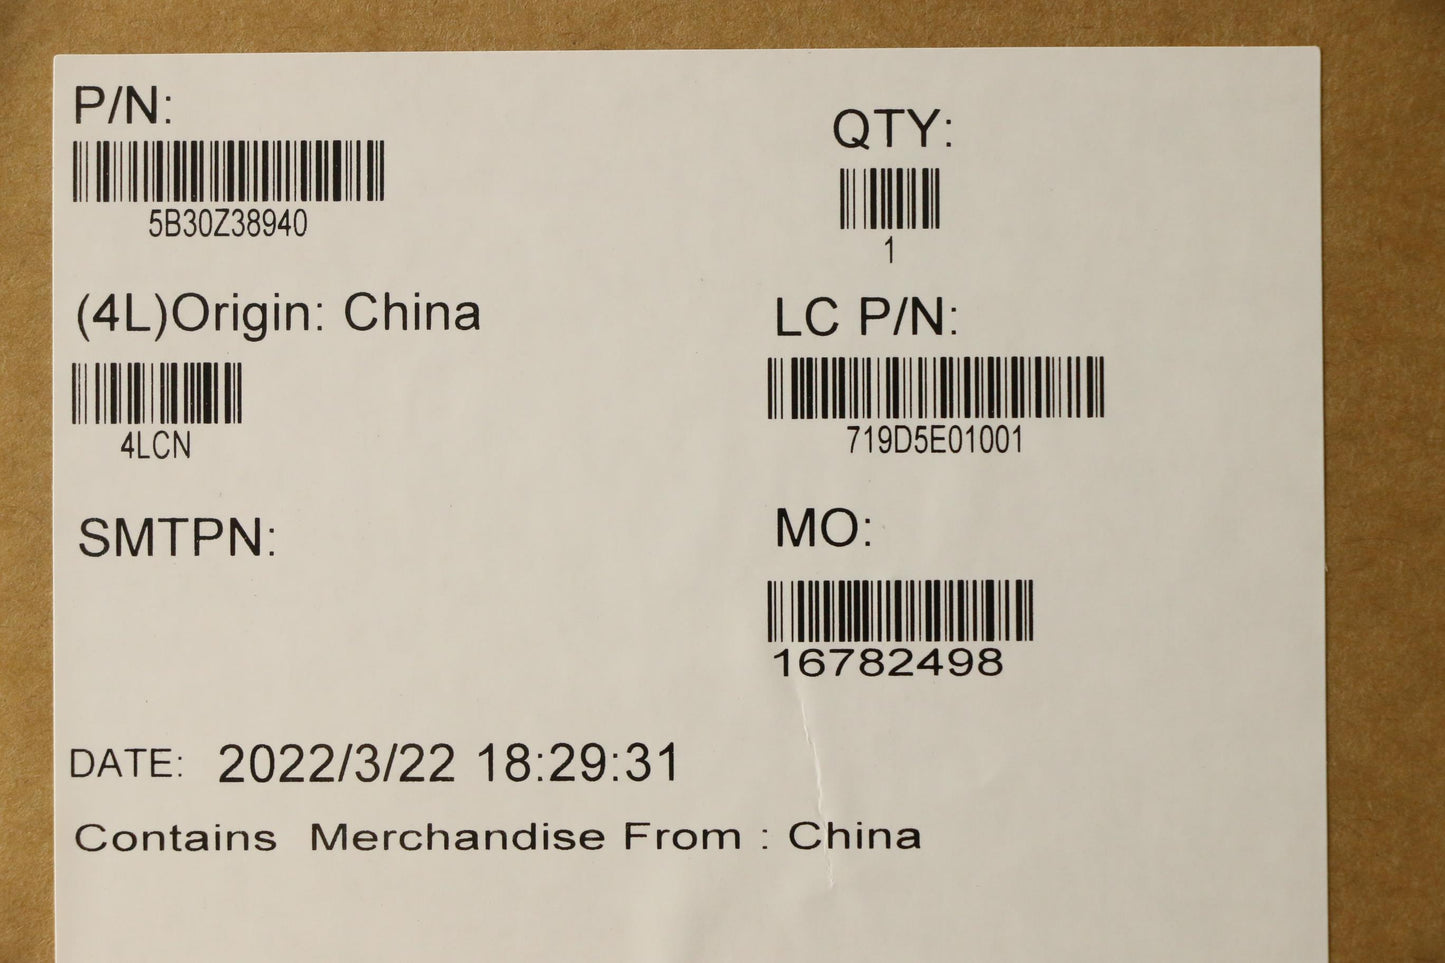 P/N:
5B30Z38940
QTY:
1
(4L)Origin: China
4LCN
LC P/N:
719D5E01001
SMTPN:
MO:
16782498
DATE: 2022/3/22 18:29:31
Contains  Merchandise From : China